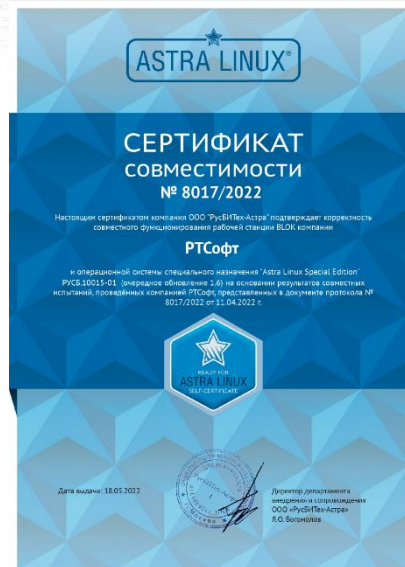 ASTRA LINUX®
СЕРТИФИКАТ
СОВМЕСТИМОСТИ
№ 8017/2022
Настоящим сертификатом компания ООО "РусБИТех-Астра" подтверждает корректность
совместного функционирования рабочей станции BLOK компании
РТСофт
и операционной системы специального назначения "Astra Linux Special Edition"
РУСБ.10015-01 (очередное обновление 1.6) на основании результатов совместных
испытаний, проведённых компанией РТСофт, представленных в документе протокола №
8017/2022 от 11.04.2022 г.
READY FOR
ASTRA LINUX
SELF-CERTIFICATE
Дата выдачи: 18.05.2022
Директор департамента
внедрения и сопровождения
ООО «РусБИТех-Астра»
Я.О. Богомолов